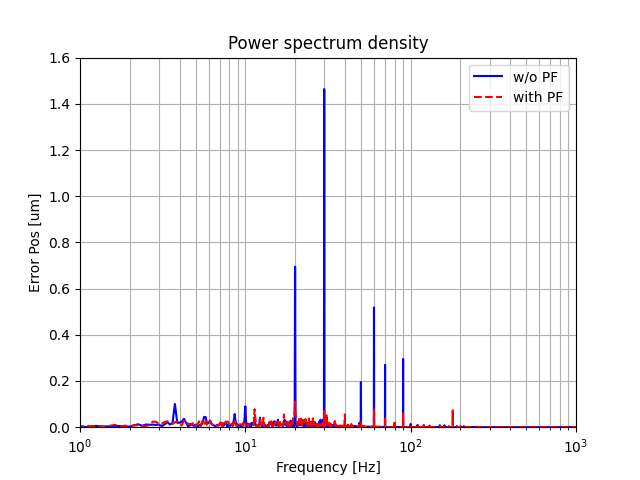 Power spectrum density
w/o PF
with PF
Error Pos [um]
1.6
1.4
1.2
1.0
0.8
0.6
0.4
0.2
0.0
10⁰ 10¹ 10² 10³
Frequency [Hz]